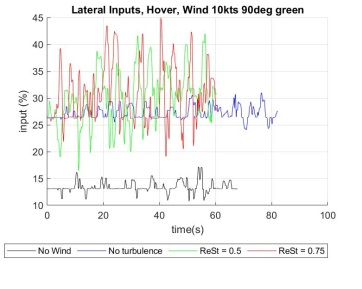 Lateral Inputs, Hover, Wind 10kts 90deg green
45
40
35
30
25
20
15
10
input (%)
0 20 40 60 80 100
time(s)
No Wind No turbulence ReSt = 0.5 ReSt = 0.75